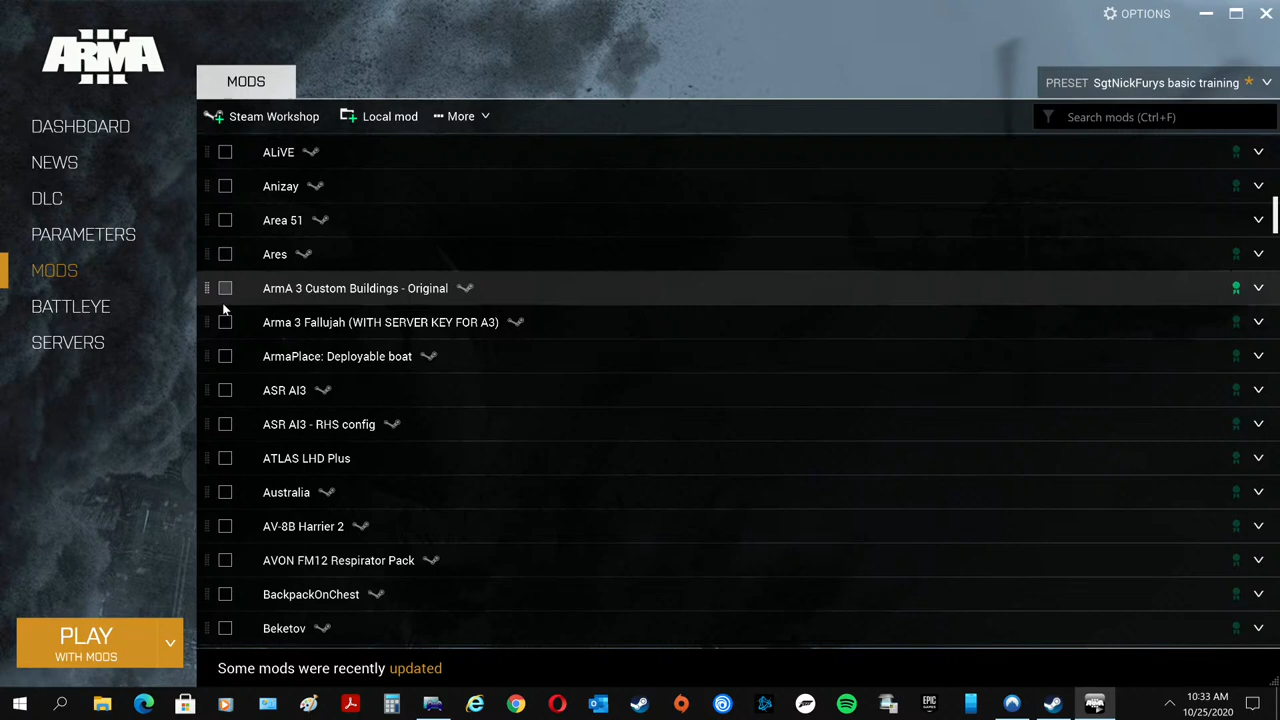 OPTIONS
ARMA III
MODS
PRESET SgtNickFurys basic training *
DASHBOARD
NEWS
DLC
PARAMETERS
MODS
BATTLEYE
SERVERS
Steam Workshop
Local mod
More
Search mods (Ctrl+F)
ALiVE
Anizay
Area 51
Ares
ArmA 3 Custom Buildings - Original
Arma 3 Fallujah (WITH SERVER KEY FOR A3)
ArmaPlace: Deployable boat
ASR AI3
ASR AI3 - RHS config
ATLAS LHD Plus
Australia
AV-8B Harrier 2
AVON FM12 Respirator Pack
BackpackOnChest
Beketov
PLAY
WITH MODS
Some mods were recently updated
EPIC GAMES
10:33 AM
10/25/2020